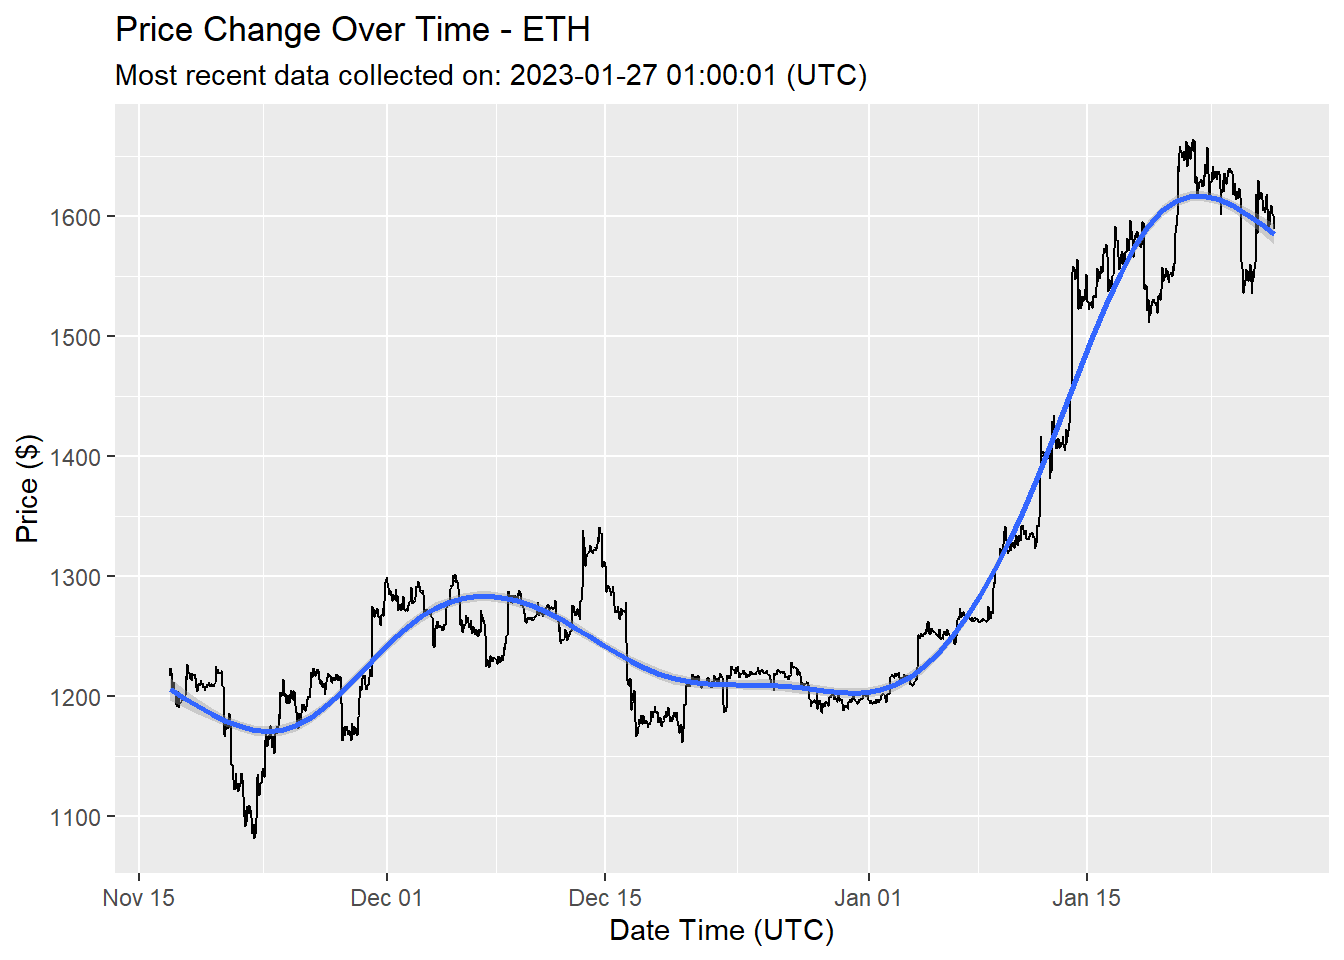 Price Change Over Time - ETH
Most recent data collected on: 2023-01-27 01:00:01 (UTC)
1600
1500
1400
1300
1200
1100
Price ($)
Nov 15 Dec 01 Dec 15 Jan 01 Jan 15
Date Time (UTC)